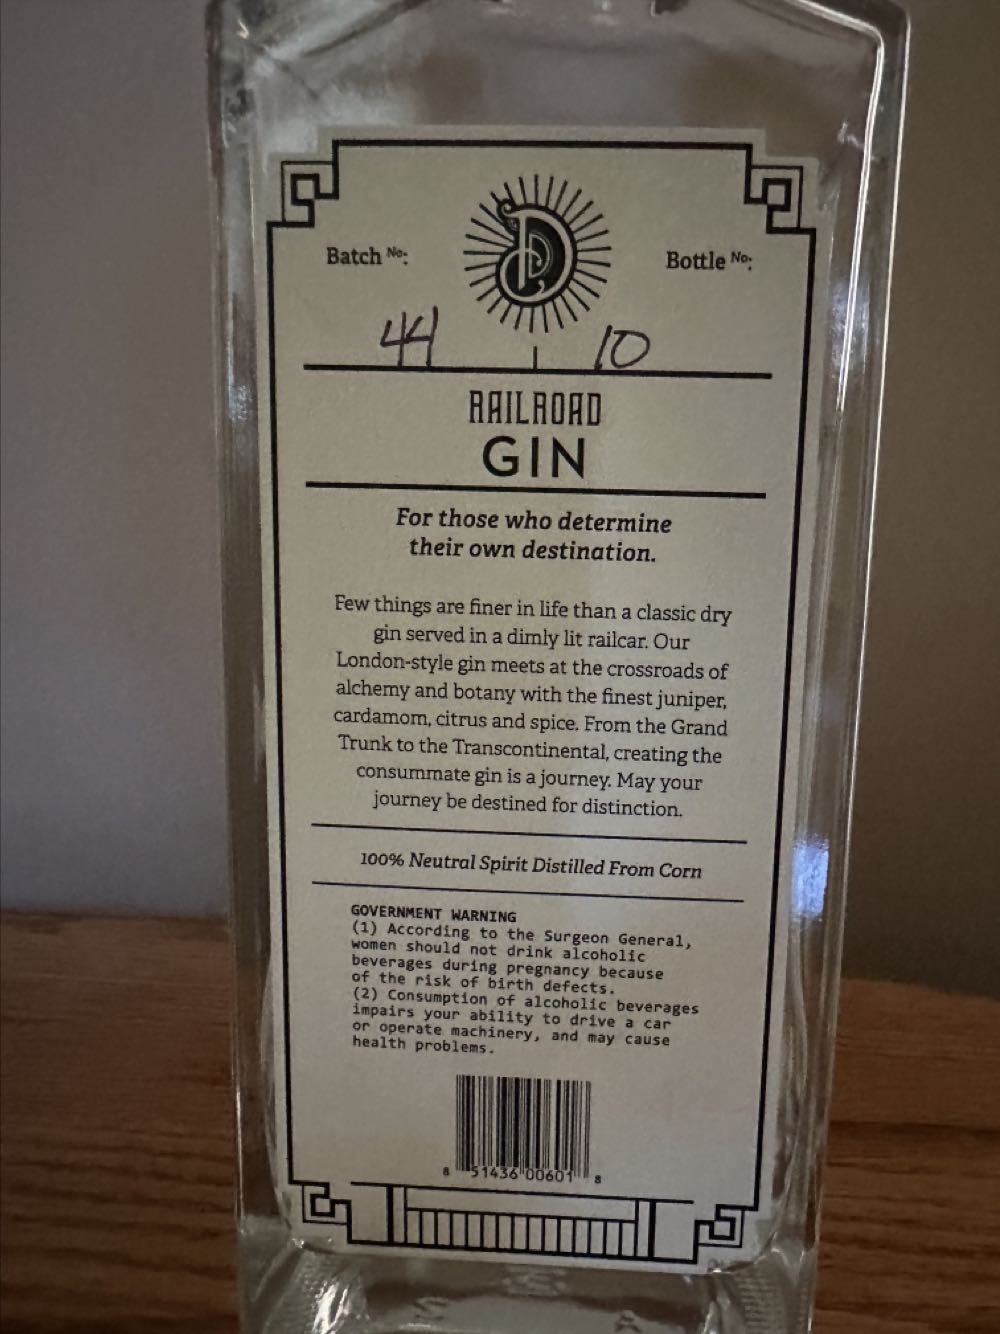 Batch No:
Bottle No:
D
44
10
RAILROAD
GIN
For those who determine
their own destination.
Few things are finer in life than a classic dry
gin served in a dimly lit railcar. Our
London-style gin meets at the crossroads of
alchemy and botany with the finest juniper,
cardamom, citrus and spice. From the Grand
Trunk to the Transcontinental, creating the
consummate gin is a journey. May your
journey be destined for distinction.
100% Neutral Spirit Distilled From Corn
GOVERNMENT WARNING
(1) According to the Surgeon General,
women should not drink alcoholic
beverages during pregnancy because
of the risk of birth defects.
(2) Consumption of alcoholic beverages
impairs your ability to drive a car
or operate machinery, and may cause
health problems.
8 51436 00601 8